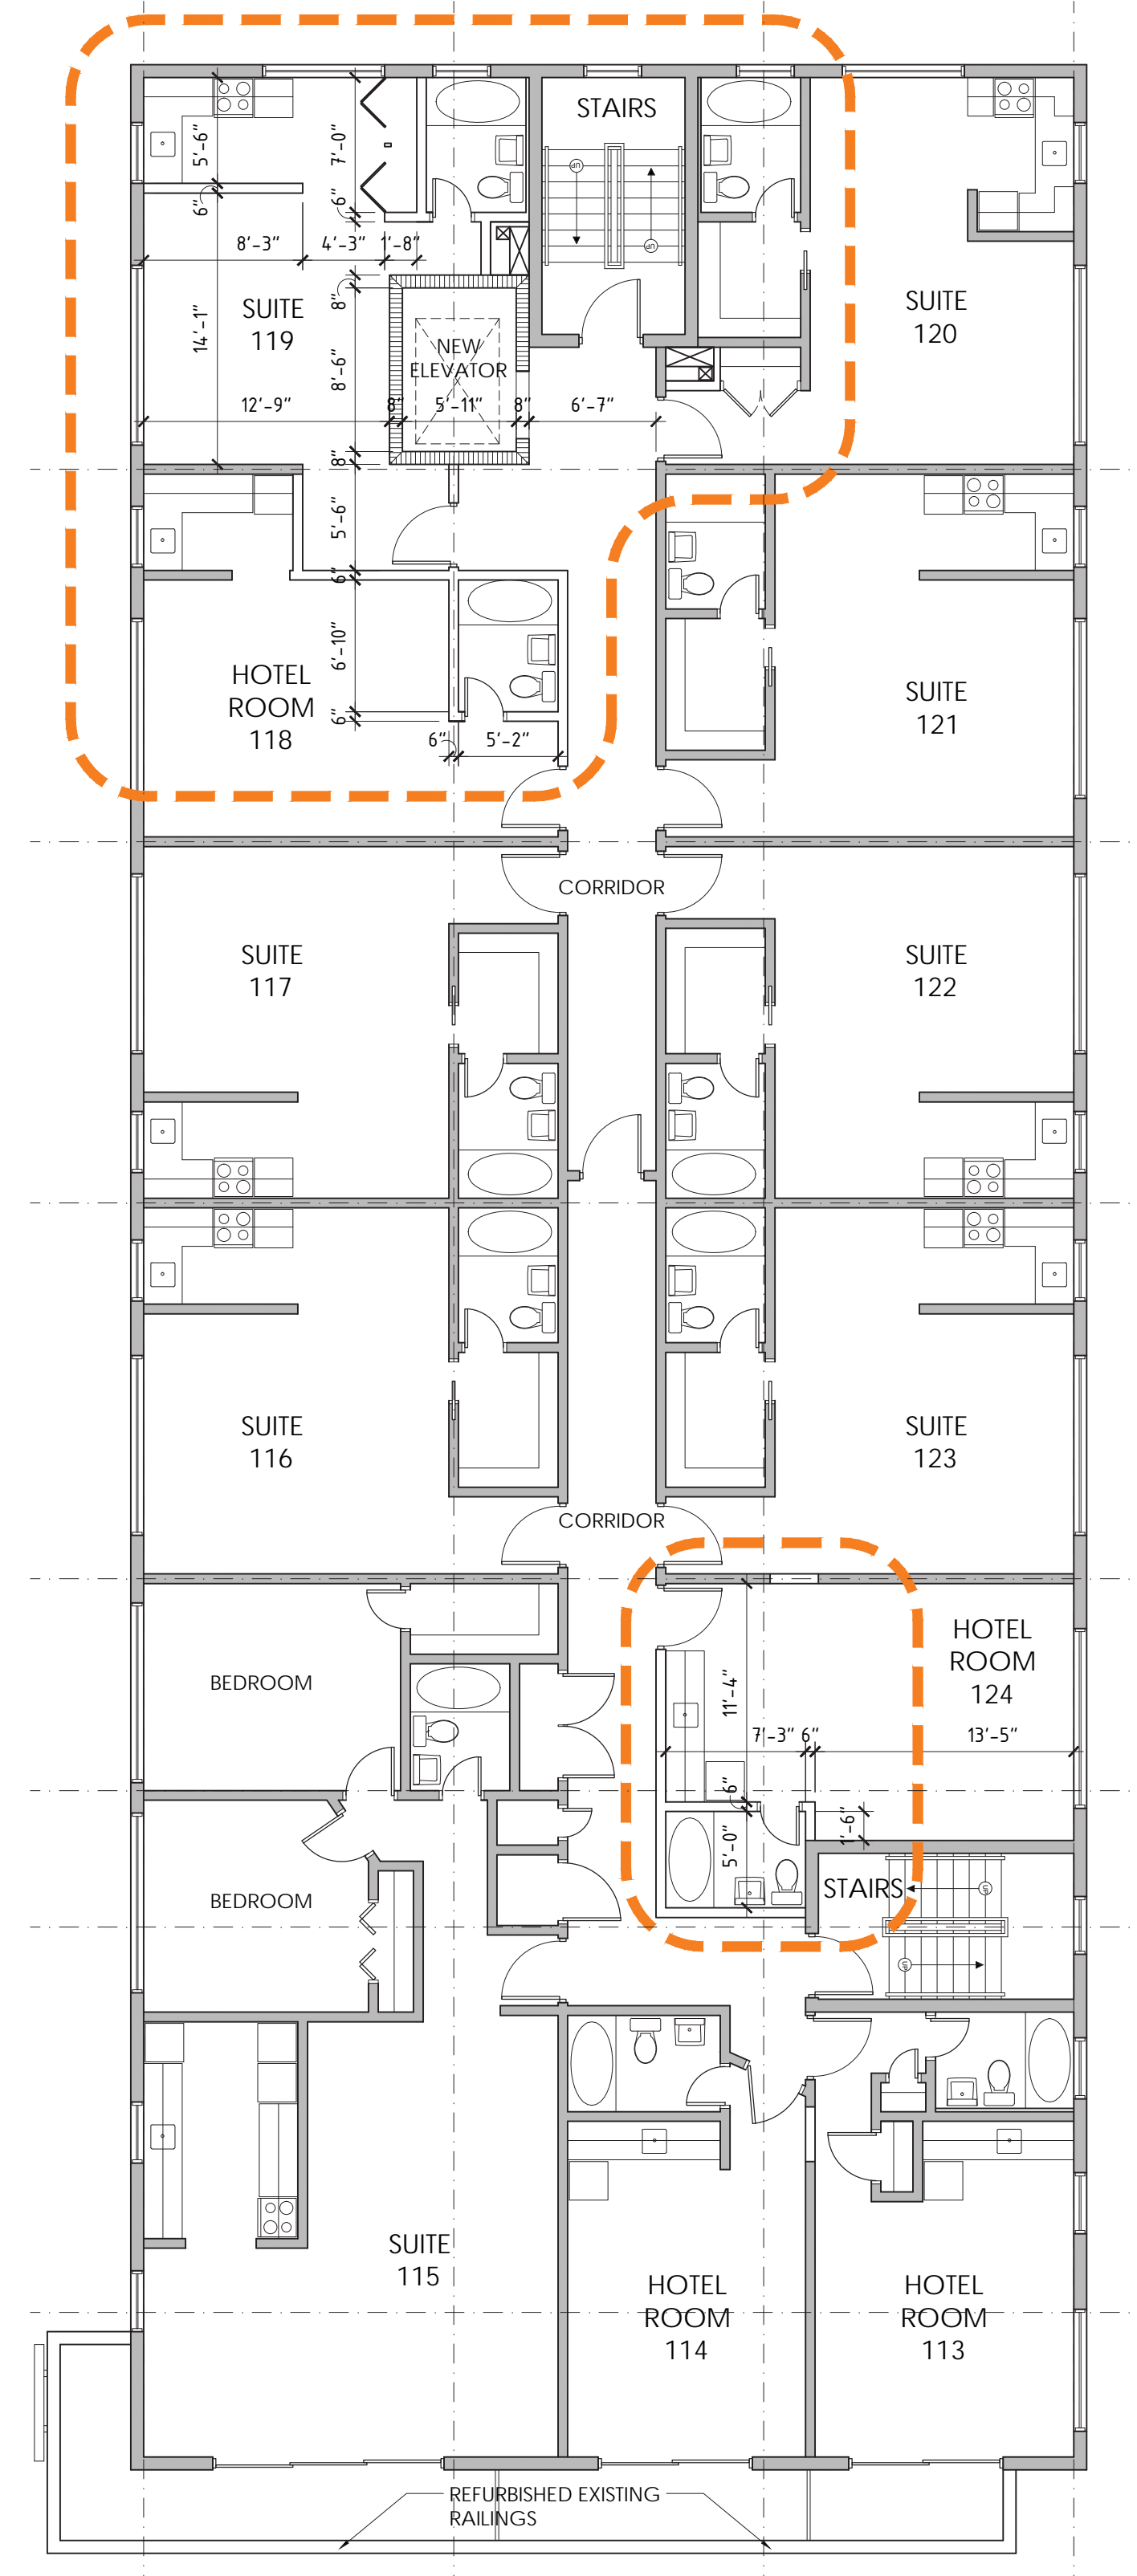 STAIRS
UP
UP
5'-6"
7'-0"
6"
6"
8'-3"
4'-3"
1'-8"
SUITE
119
14'-1"
8"
8'-6"
NEW
ELEVATOR
12'-9"
8"
5'-11"
8"
6'-7"
8"
SUITE
120
5'-6"
6"
6'-10"
6"
HOTEL
ROOM
118
6"
5'-2"
SUITE
121
CORRIDOR
SUITE
117
SUITE
122
SUITE
116
SUITE
123
CORRIDOR
BEDROOM
HOTEL
ROOM
124
11'-4"
7'-3"
6"
13'-5"
6"
5'-0"
1'-6"
BEDROOM
STAIRS
UP
UP
SUITE
115
HOTEL
ROOM
114
HOTEL
ROOM
113
REFURBISHED EXISTING
RAILINGS